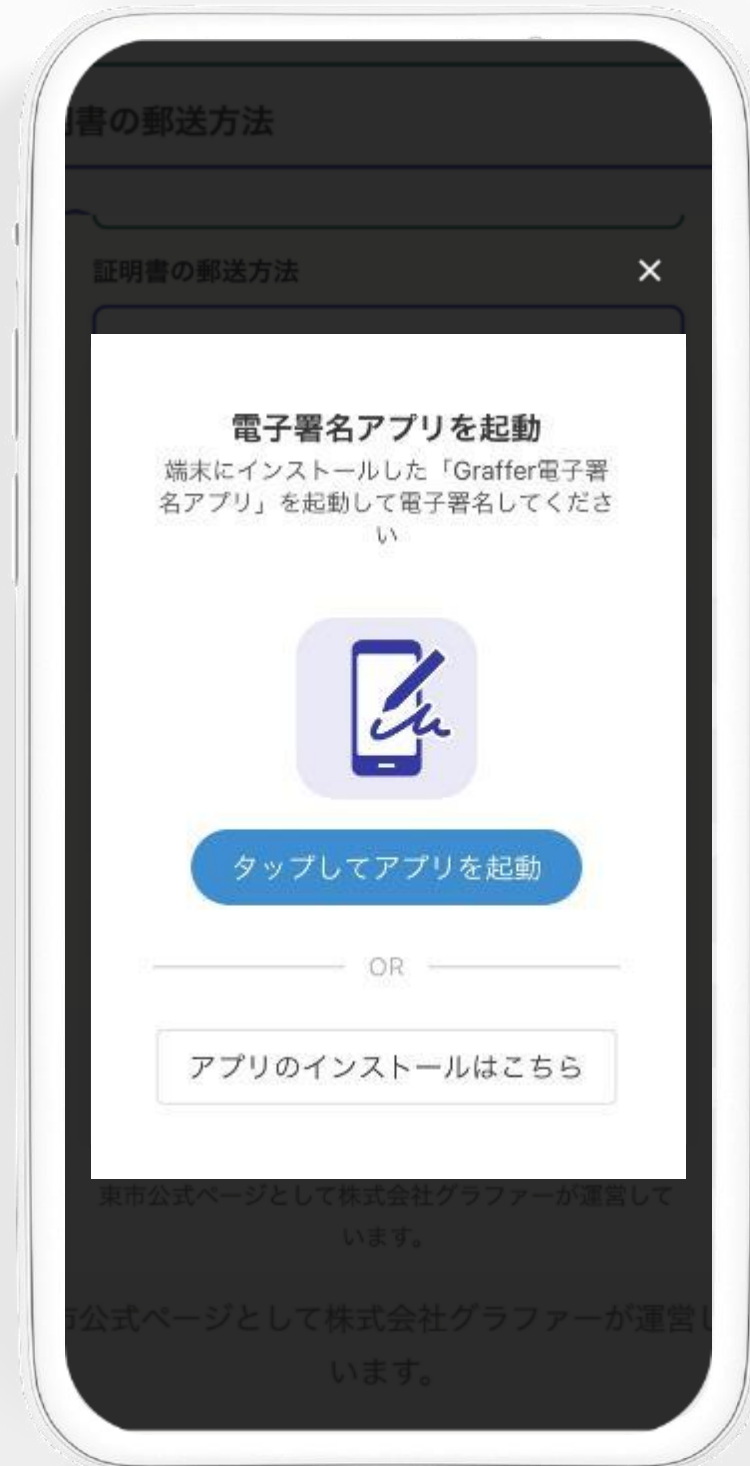 書の郵送方法
証明書の郵送方法
電子署名アプリを起動
端末にインストールした「Graffer電子署
名アプリ」を起動して電子署名してくださ
い
タップしてアプリを起動
OR
アプリのインストールはこちら
東市公式ページとして株式会社グラファーが運営して
います。
公式ページとして株式会社グラファーが運営し
います。